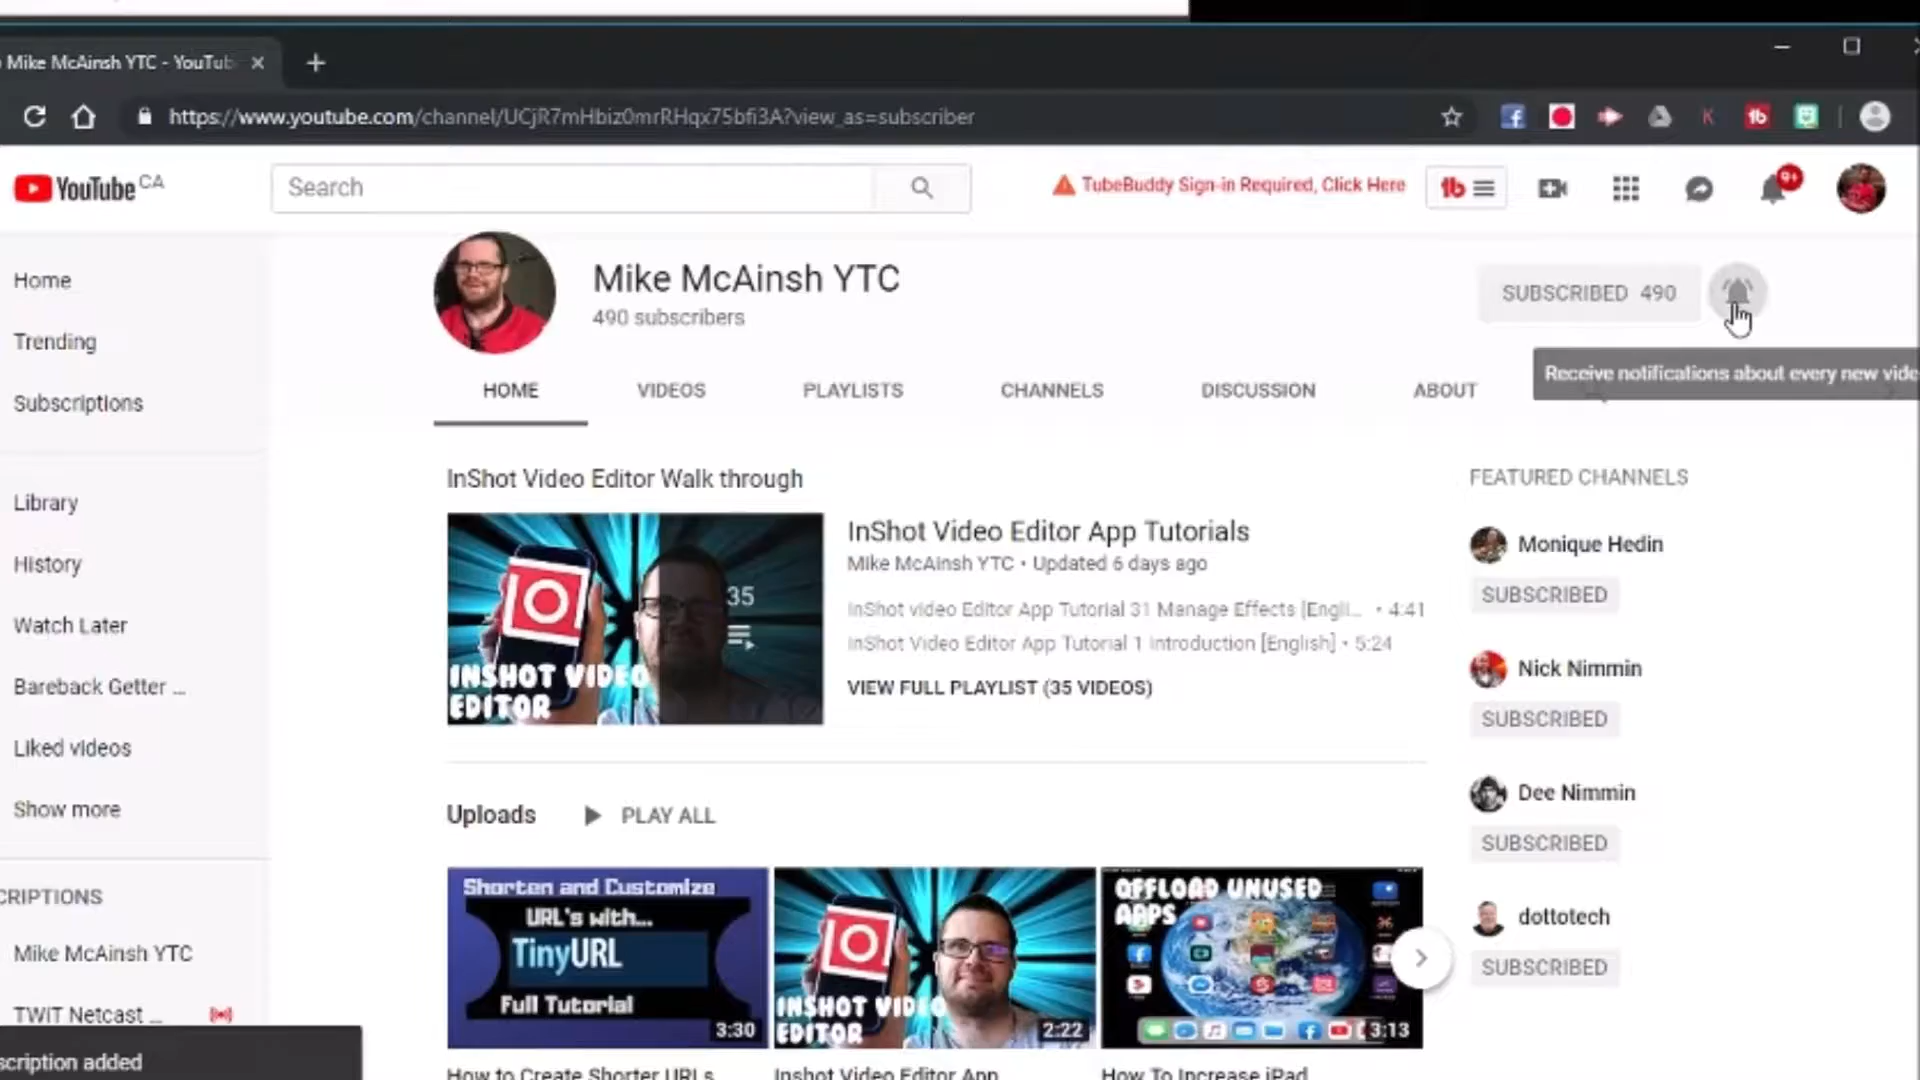 Mike McAinsh YTC - YouTub
https://www.youtube.com/channel/UCjR7mHbiz0mrRHqx75bfi3A?view_as=subscriber
YouTube CA
Search
TubeBuddy Sign-in Required, Click Here
tb
9+
Home
Trending
Subscriptions
Library
History
Watch Later
Bareback Getter ...
Liked videos
Show more
CRIPTIONS
Mike McAinsh YTC
TWiT Netcast ...
scription added
Mike McAinsh YTC
490 subscribers
SUBSCRIBED 490
Receive notifications about every new vide
HOME VIDEOS PLAYLISTS CHANNELS DISCUSSION ABOUT
InShot Video Editor Walk through
35
INSHOT VIDEO
EDITOR
InShot Video Editor App Tutorials
Mike McAinsh YTC • Updated 6 days ago
InShot video Editor App Tutorial 31 Manage Effects [Engli... • 4:41
InShot Video Editor App Tutorial 1 Introduction [English] • 5:24
VIEW FULL PLAYLIST (35 VIDEOS)
Uploads PLAY ALL
Shorten and Customize
URL's with...
TinyURL
Full Tutorial
3:30
INSHOT VIDEO
EDITOR
2:22
OFFLOAD UNUSED
APPS
3:13
How to Create Shorter URLs
Inshot Video Editor App
How To Increase iPad
FEATURED CHANNELS
Monique Hedin
SUBSCRIBED
Nick Nimmin
SUBSCRIBED
Dee Nimmin
SUBSCRIBED
dottotech
SUBSCRIBED